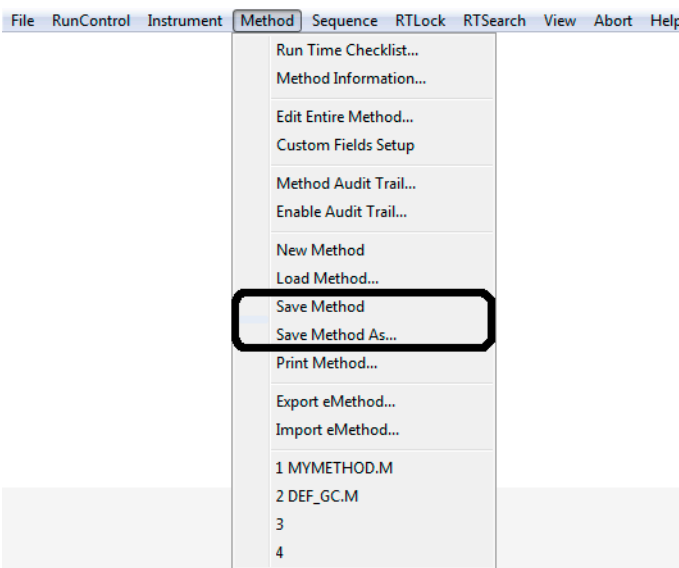 File RunControl Instrument Method Sequence RTLock RTSearch View Abort Help
Run Time Checklist...
Method Information...
Edit Entire Method...
Custom Fields Setup
Method Audit Trail...
Enable Audit Trail...
New Method
Load Method...
Save Method
Save Method As...
Print Method...
Export eMethod...
Import eMethod...
1 MYMETHOD.M
2 DEF_GC.M
3
4